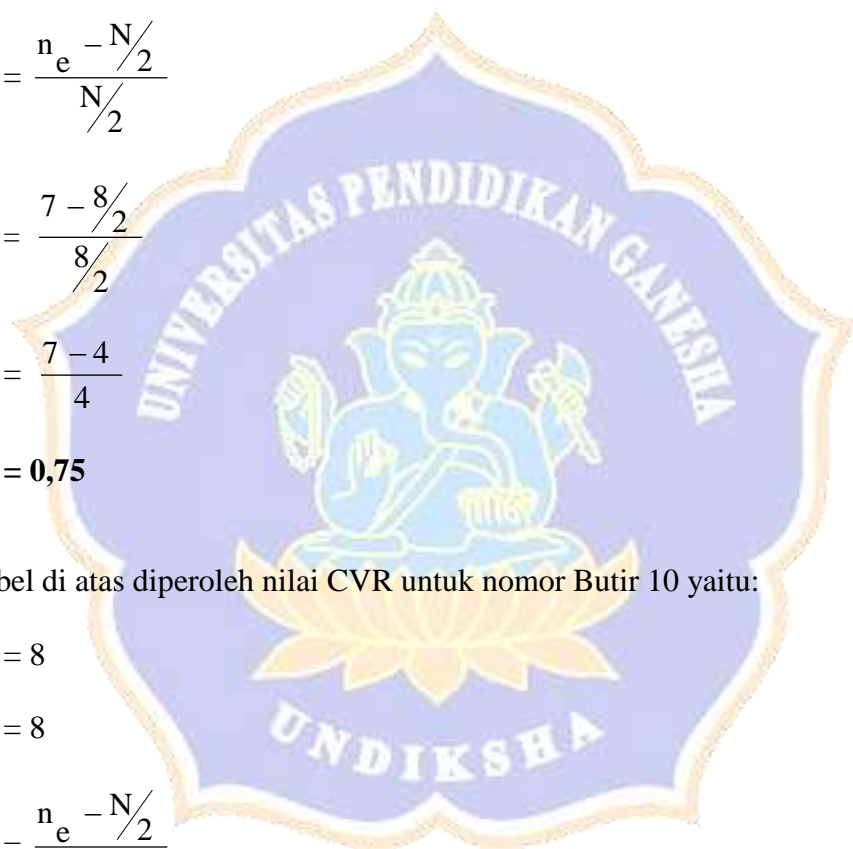 = (n_e – N/2) / (N/2)
= (7 – 8/2) / (8/2)
= (7 – 4) / 4
= 0,75
bel di atas diperoleh nilai CVR untuk nomor Butir 10 yaitu:
= 8
= 8
= n_e – N/2
UNIVERSITAS PENDIDIKAN GANESHA
UNDIKSHA